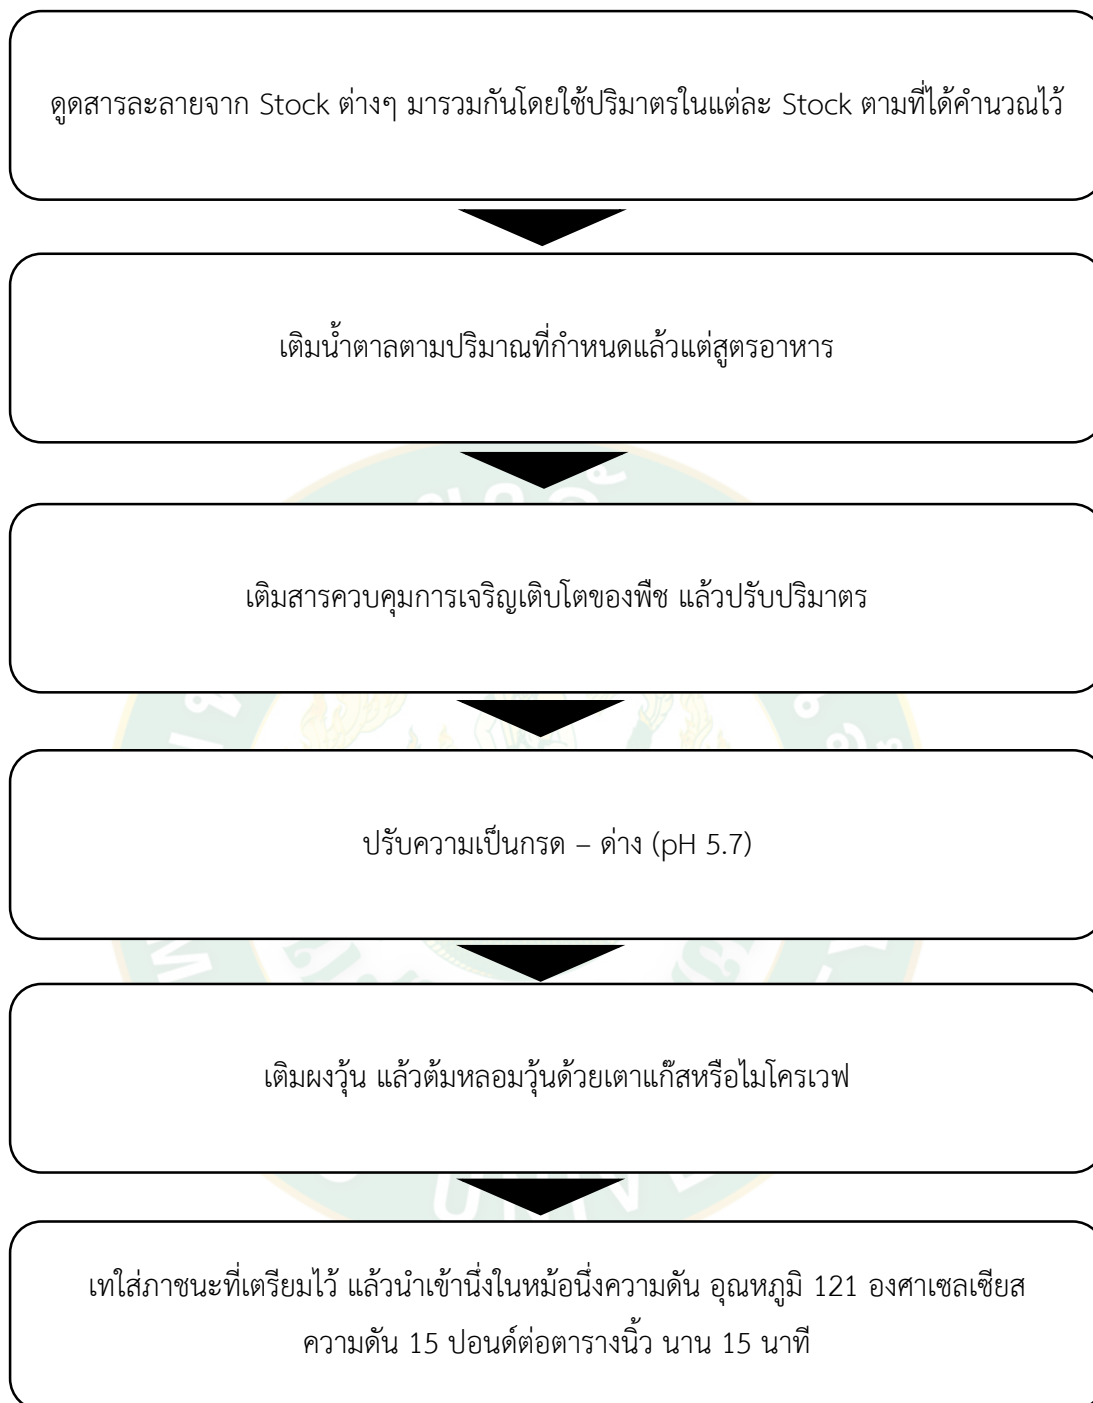 ดูดสารละลายจาก Stock ต่างๆ มารวมกันโดยใช้ปริมาตรในแต่ละ Stock ตามที่ได้คำนวณไว้
เติมน้ำตาลตามปริมาณที่กำหนดแล้วแต่สูตรอาหาร
เติมสารควบคุมการเจริญเติบโตของพืช แล้วปรับปริมาตร
ปรับความเป็นกรด – ด่าง (pH 5.7)
เติมผงวุ้น แล้วต้มหลอมวุ้นด้วยเตาแก๊สหรือไมโครเวฟ
เทใส่ภาชนะที่เตรียมไว้ แล้วนำเข้านึ่งในหม้อนึ่งความดัน อุณหภูมิ 121 องศาเซลเซียส
ความดัน 15 ปอนด์ต่อตารางนิ้ว นาน 15 นาที